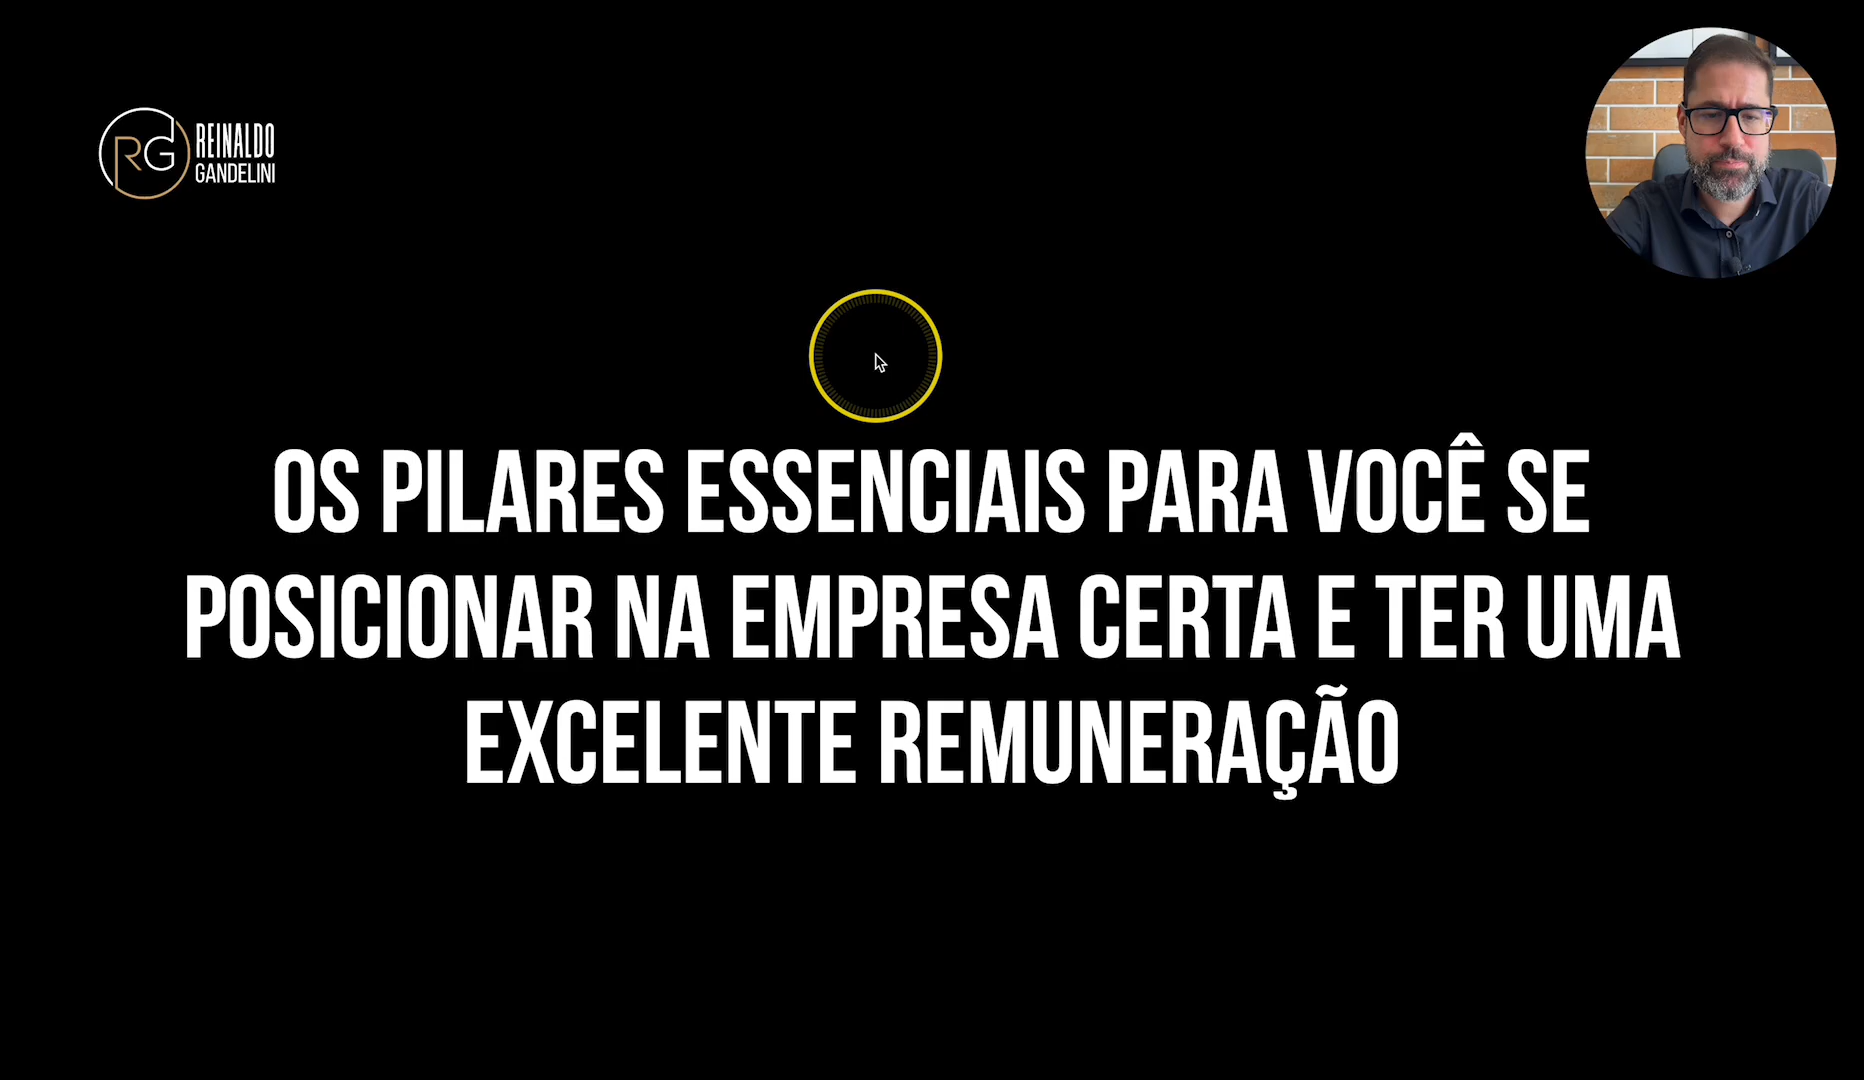 RG
REINALDO
GANDELINI
OS PILARES ESSENCIAIS PARA VOCÊ SE
POSICIONAR NA EMPRESA CERTA E TER UMA
EXCELENTE REMUNERAÇÃO